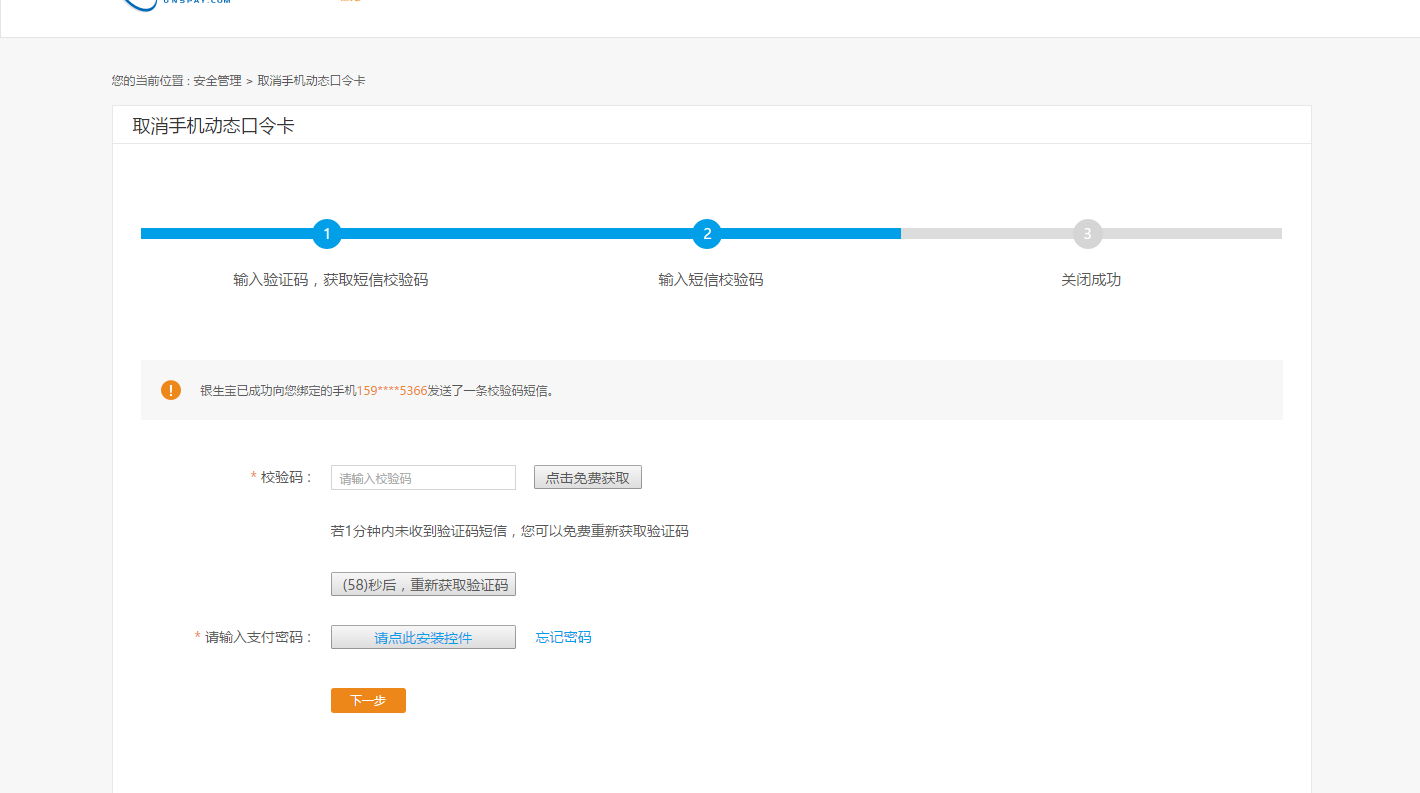 UNSPAY.COM
您的当前位置 : 安全管理 > 取消手机动态口令卡
取消手机动态口令卡
1 2 3
输入验证码，获取短信校验码 输入短信校验码 关闭成功
! 银生宝已成功向您绑定的手机159****5366发送了一条校验码短信。
* 校验码： 请输入校验码 点击免费获取
若1分钟内未收到验证码短信，您可以免费重新获取验证码
(58)秒后，重新获取验证码
* 请输入支付密码： 请点此安装控件 忘记密码
下一步